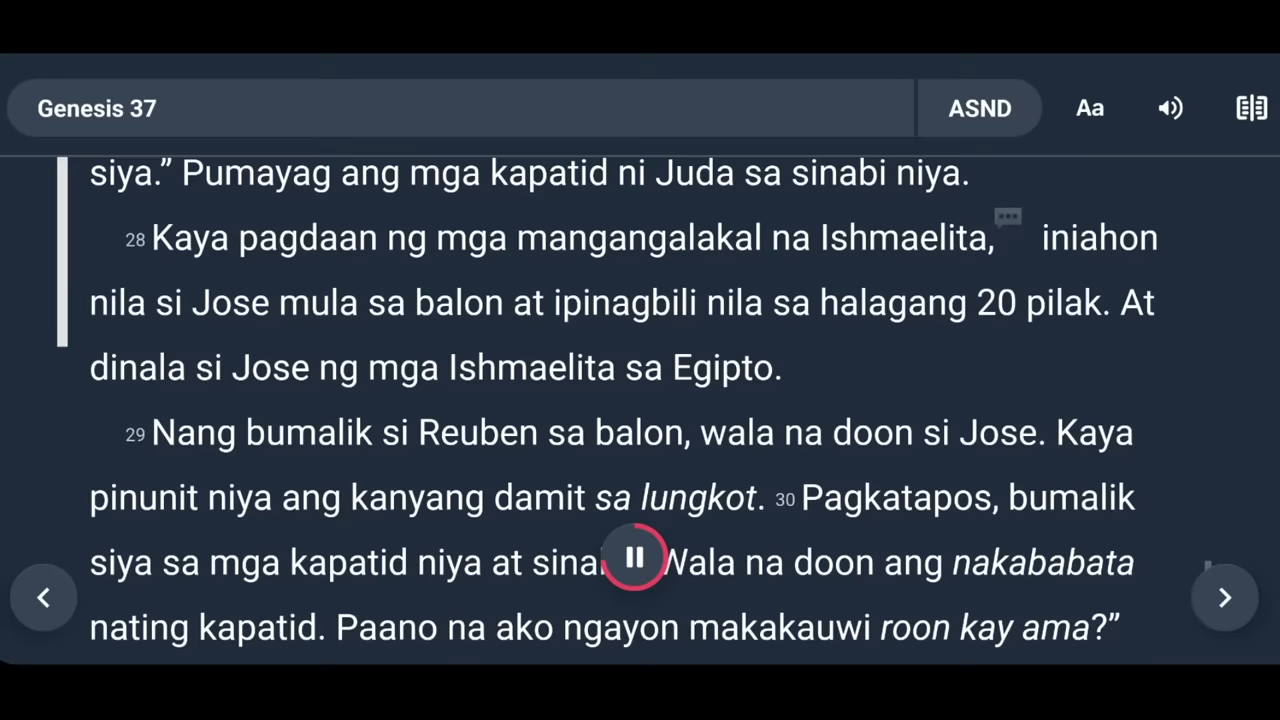 Genesis 37 ASND Aa
siya.” Pumayag ang mga kapatid ni Juda sa sinabi niya.
28 Kaya pagdaan ng mga mangangalakal na Ishmaelita, iniahon
nila si Jose mula sa balon at ipinagbili nila sa halagang 20 pilak. At
dinala si Jose ng mga Ishmaelita sa Egipto.
29 Nang bumalik si Reuben sa balon, wala na doon si Jose. Kaya
pinunit niya ang kanyang damit sa lungkot. 30 Pagkatapos, bumalik
siya sa mga kapatid niya at Wala na doon ang nakababata
nating kapatid. Paano na ako ngayon makakauwi roon kay ama?”